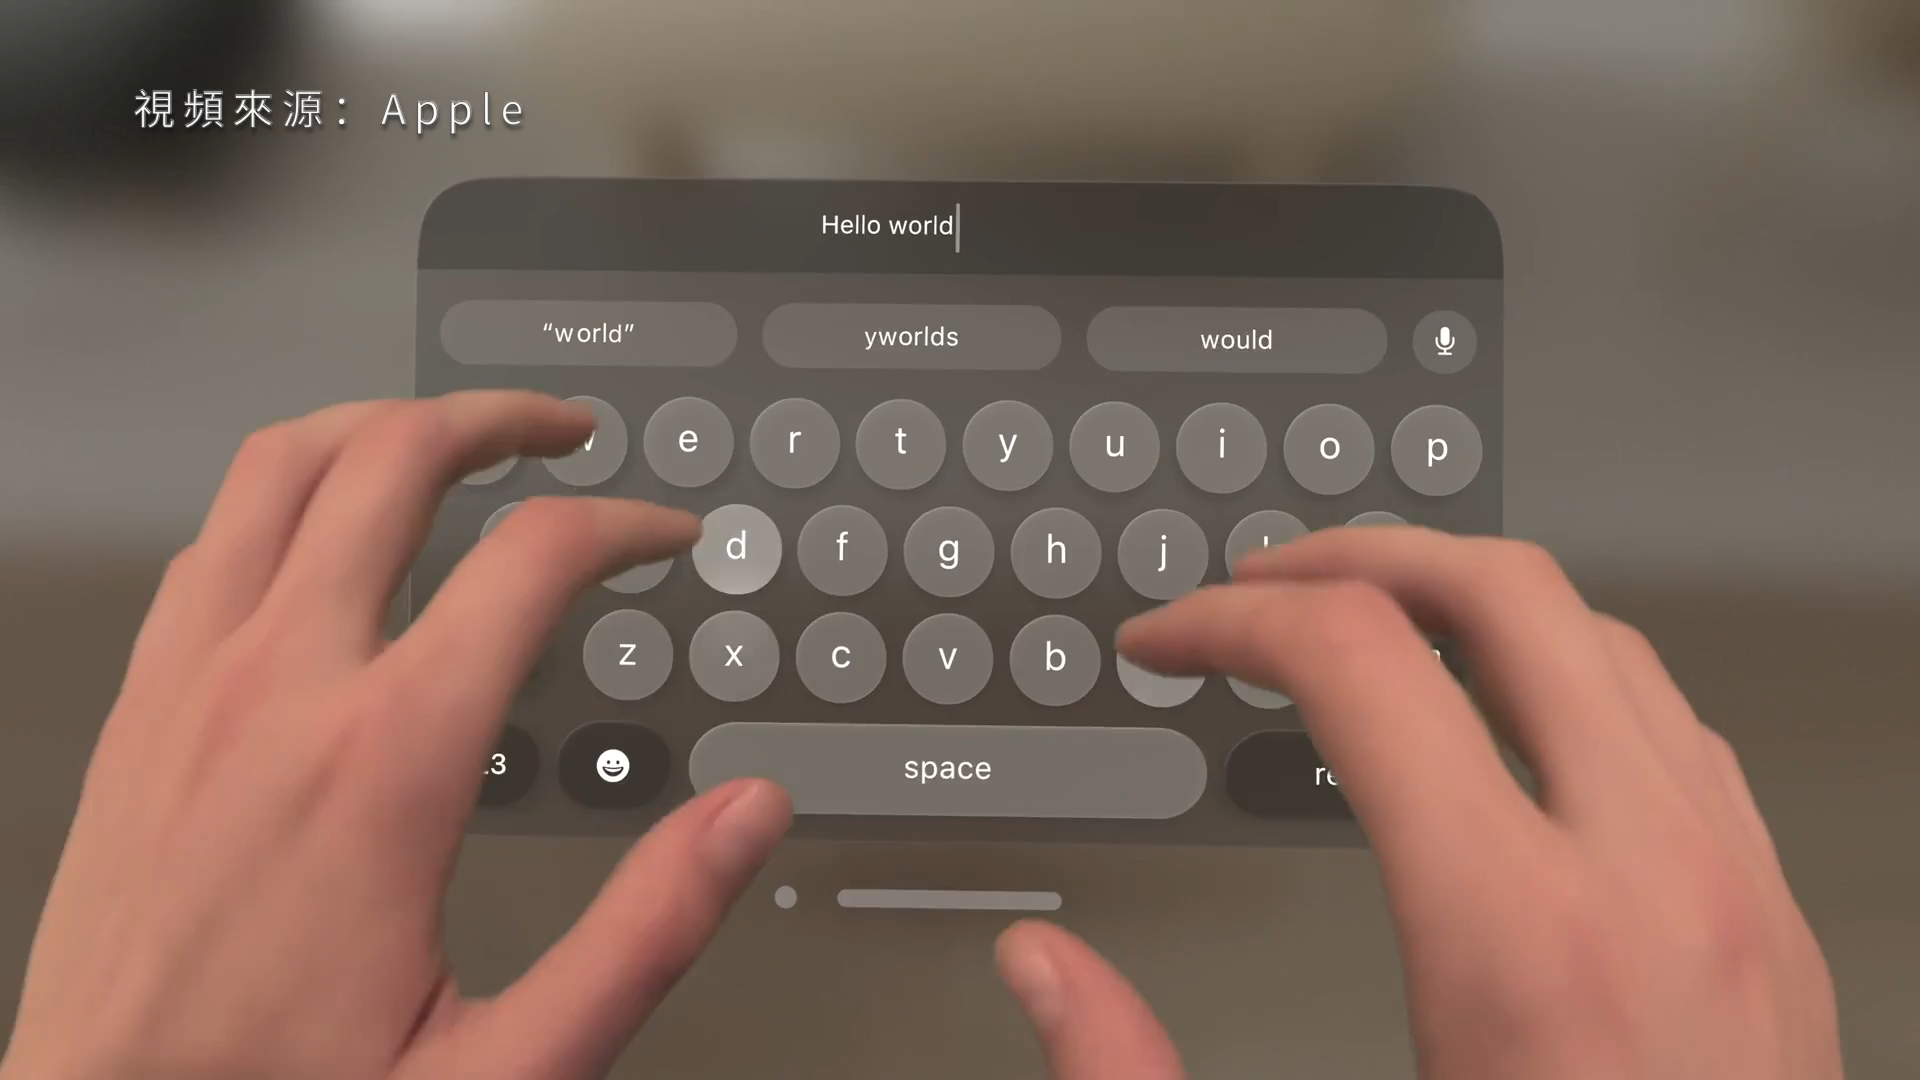 視頻來源：Apple
Hello world
“world” yworlds would
e r t y u i o p
d f g h j
z x c v b
space